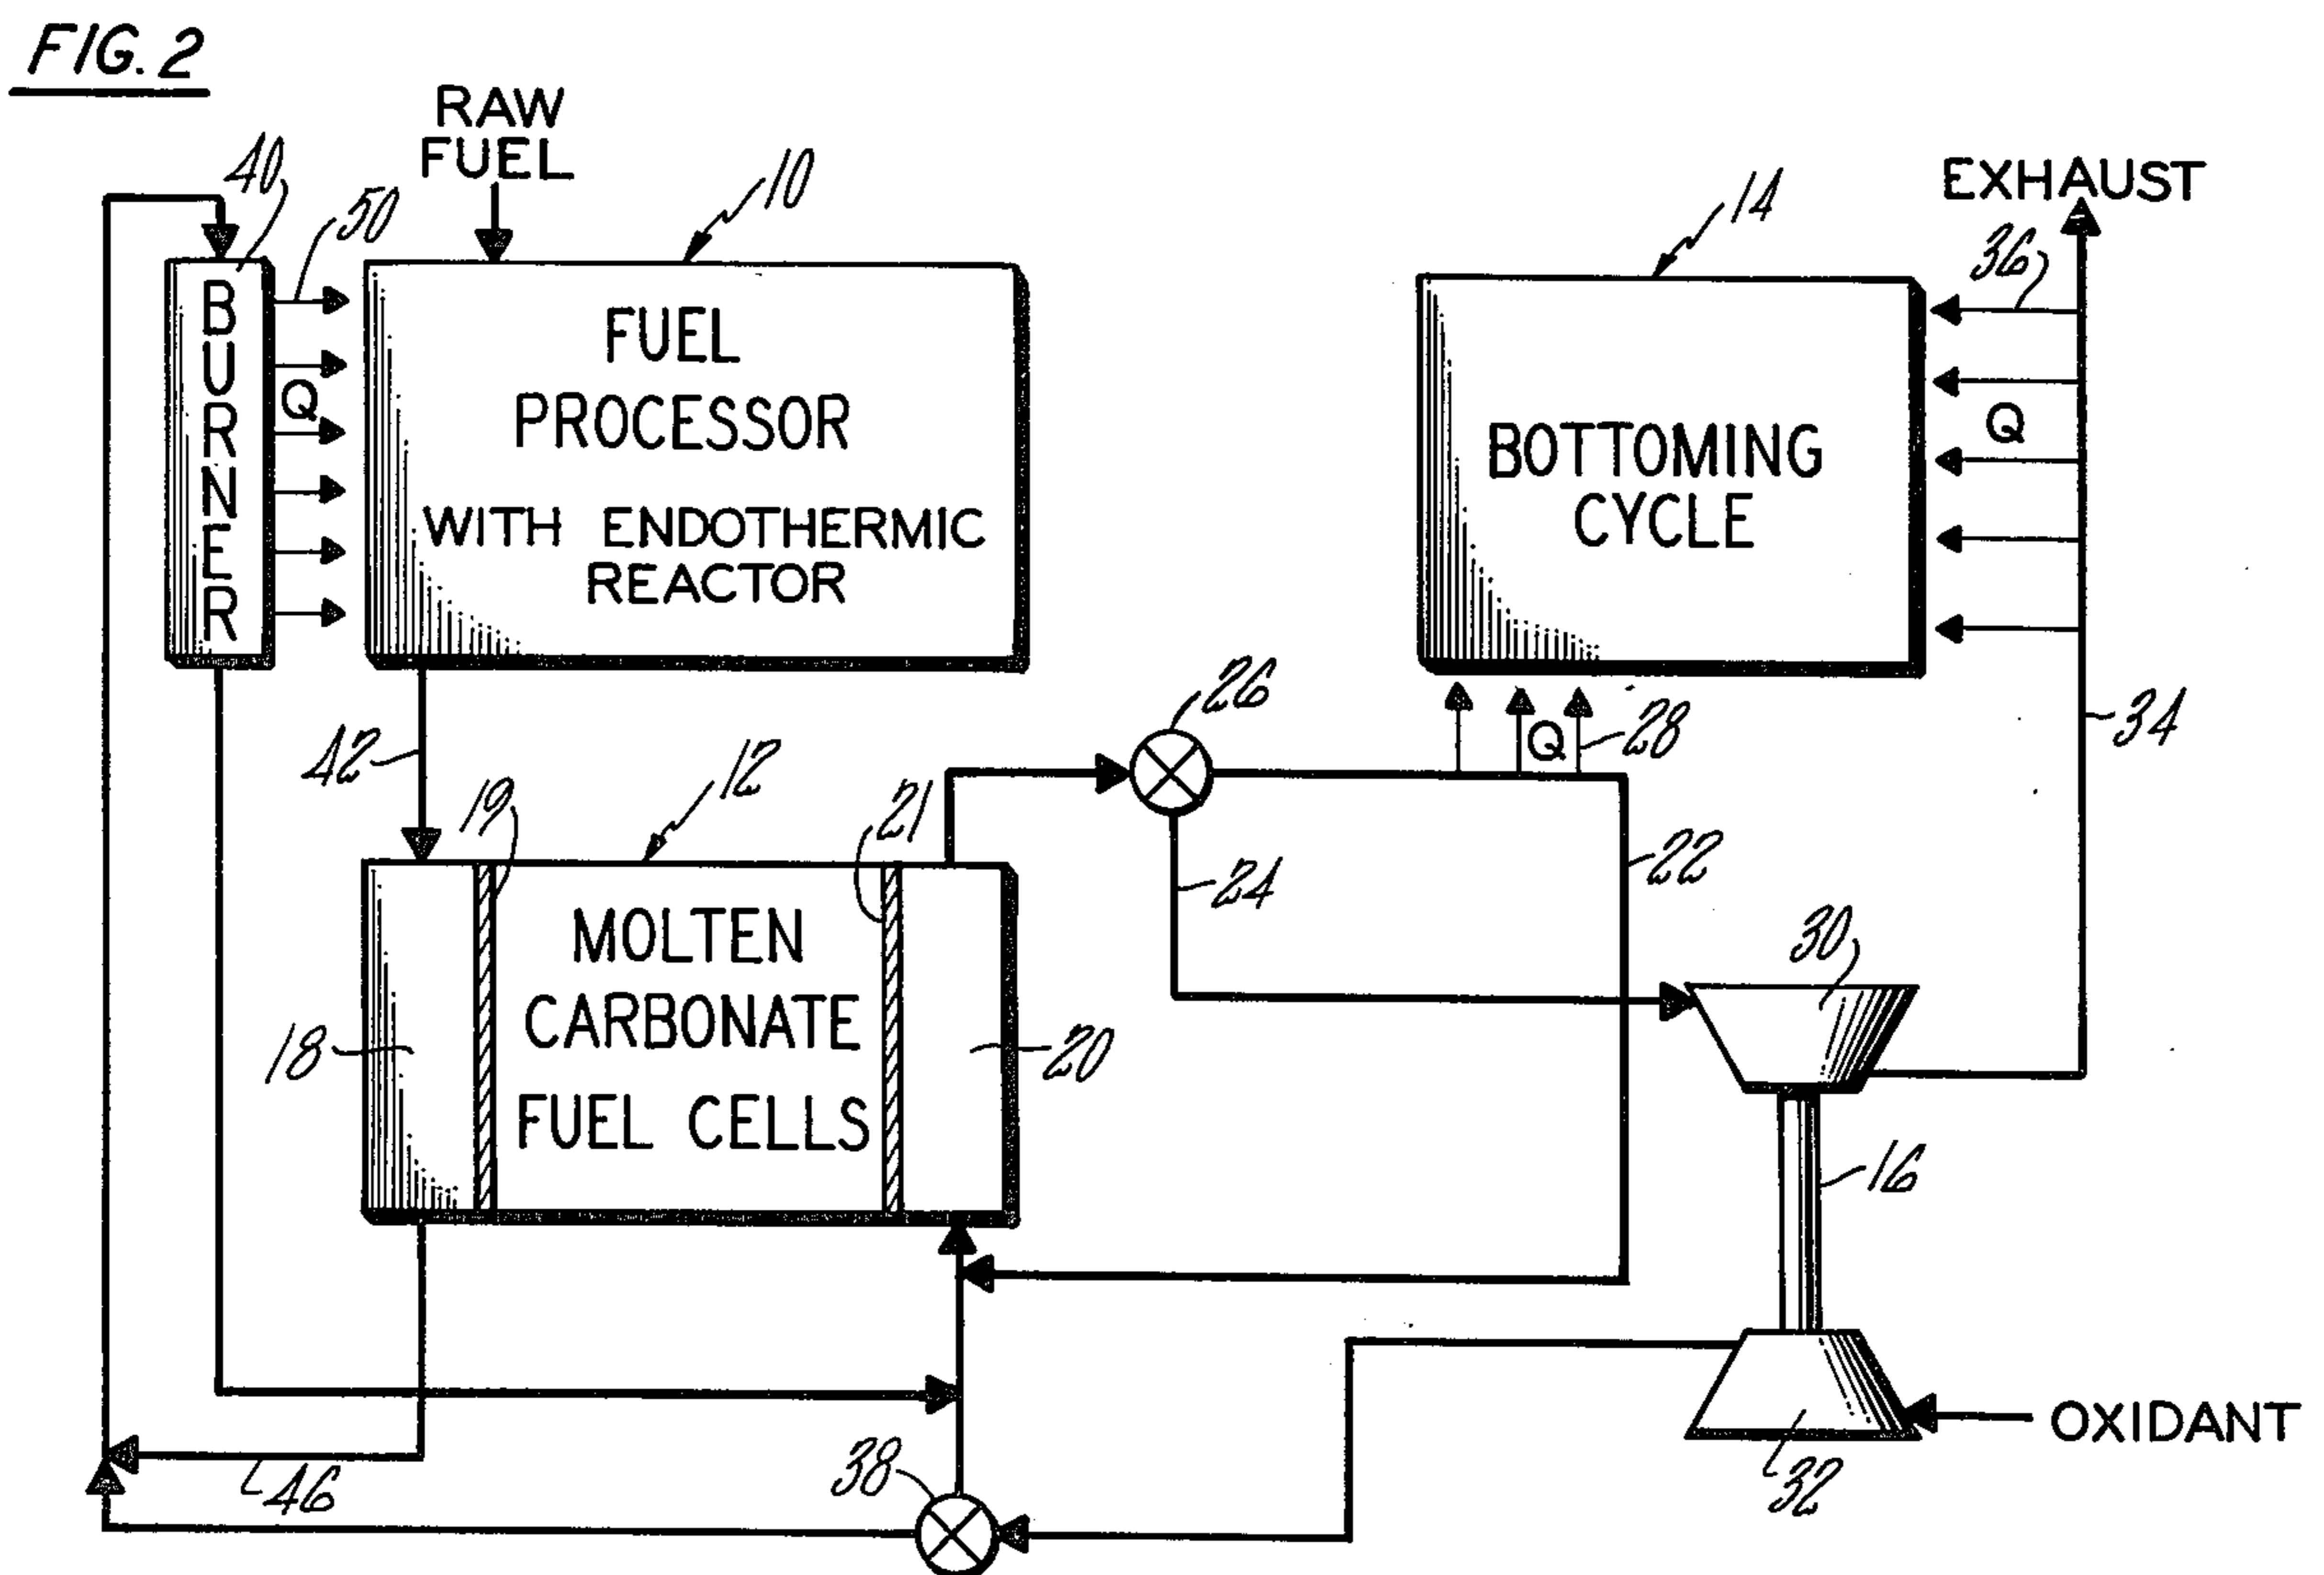 FIG. 2
RAW
FUEL
40
50
10
14
EXHAUST
36
BURNER
Q
FUEL
PROCESSOR
WITH ENDOTHERMIC
REACTOR
BOTTOMING
CYCLE
Q
26
Q
28
34
42
12
19
21
24
22
MOLTEN
CARBONATE
FUEL CELLS
18
20
30
16
46
38
32
OXIDANT